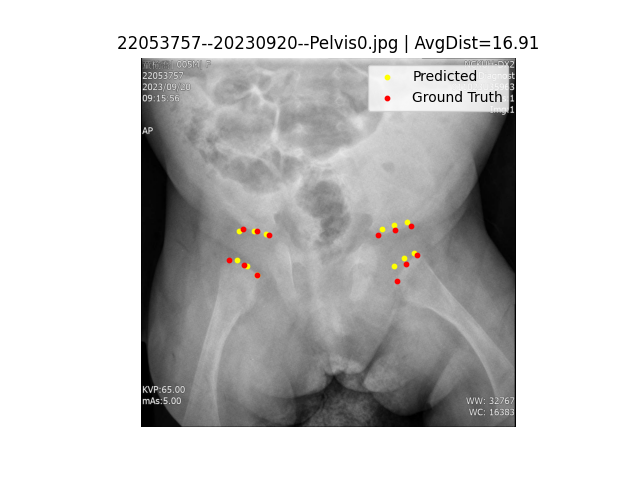 22053757--20230920--Pelvis0.jpg | AvgDist=16.91
005M
22053757
2023/09/20
09:15:56
AP
Predicted
Ground Truth
KVP:65.00
mAs:5.00
WW: 32767
WC: 16383